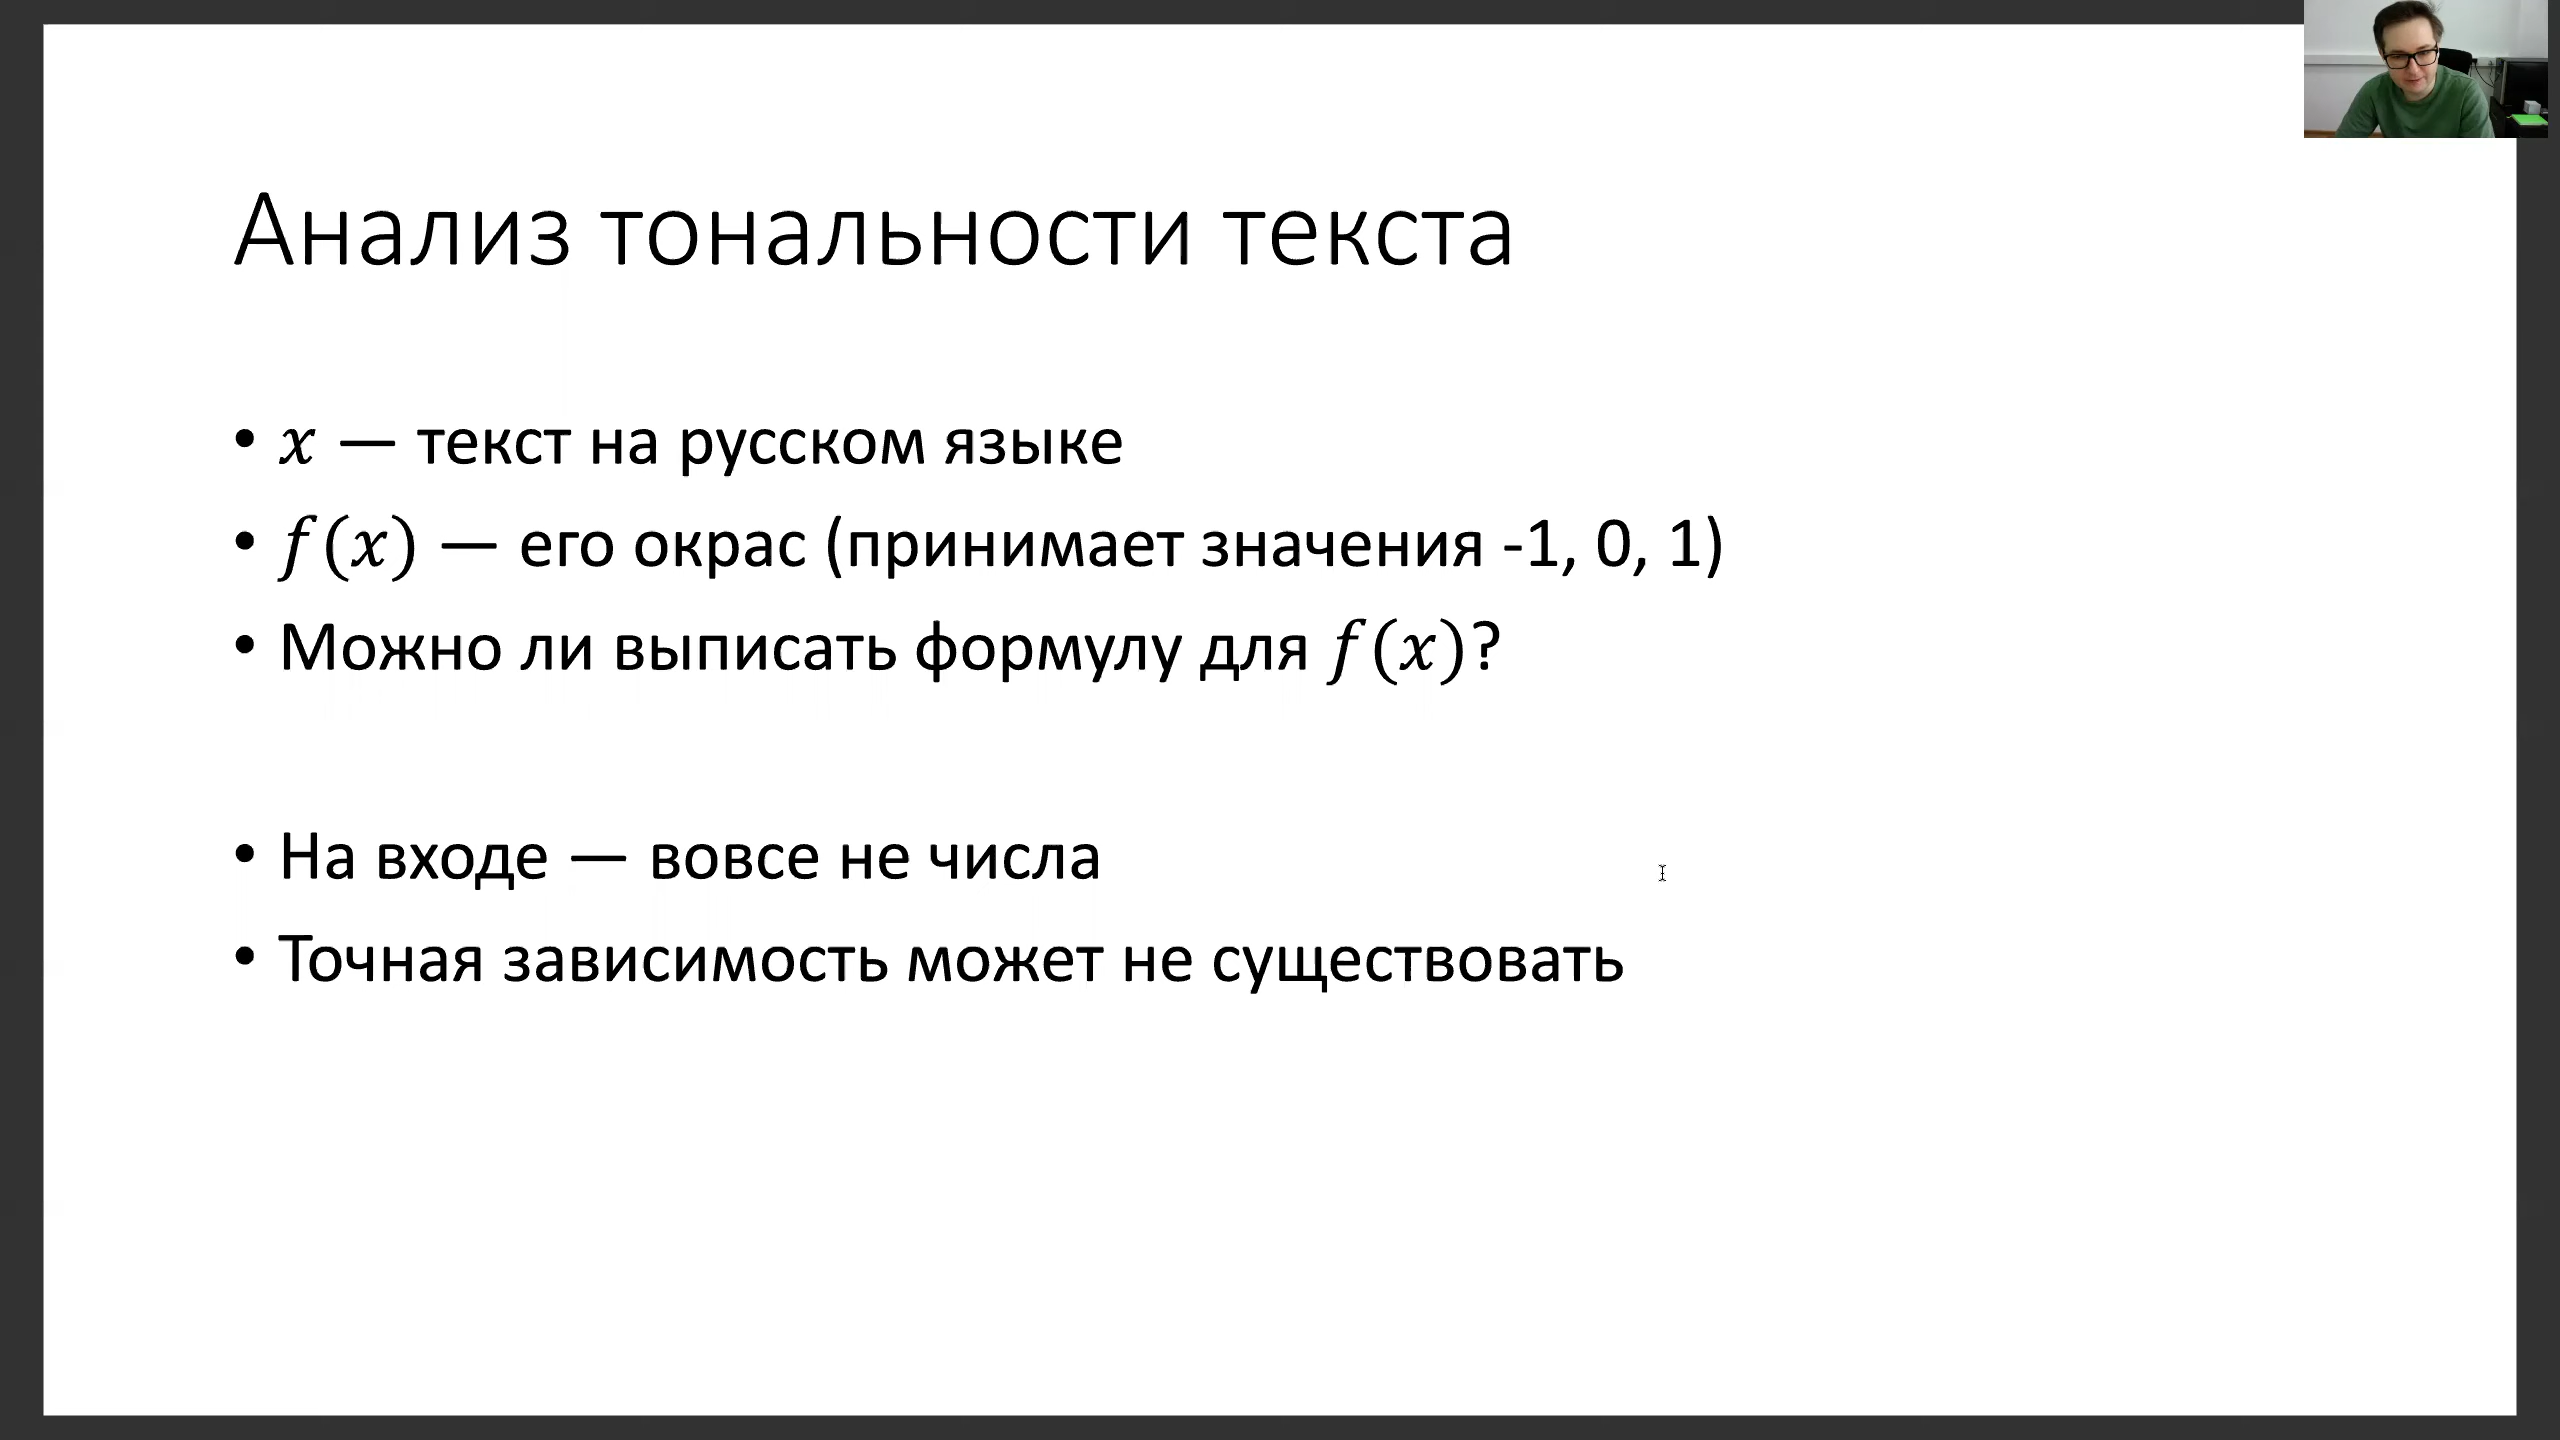 Анализ тональности текста
• x — текст на русском языке
• f(x) — его окрас (принимает значения -1, 0, 1)
• Можно ли выписать формулу для f(x)?
• На входе — вовсе не числа
• Точная зависимость может не существовать